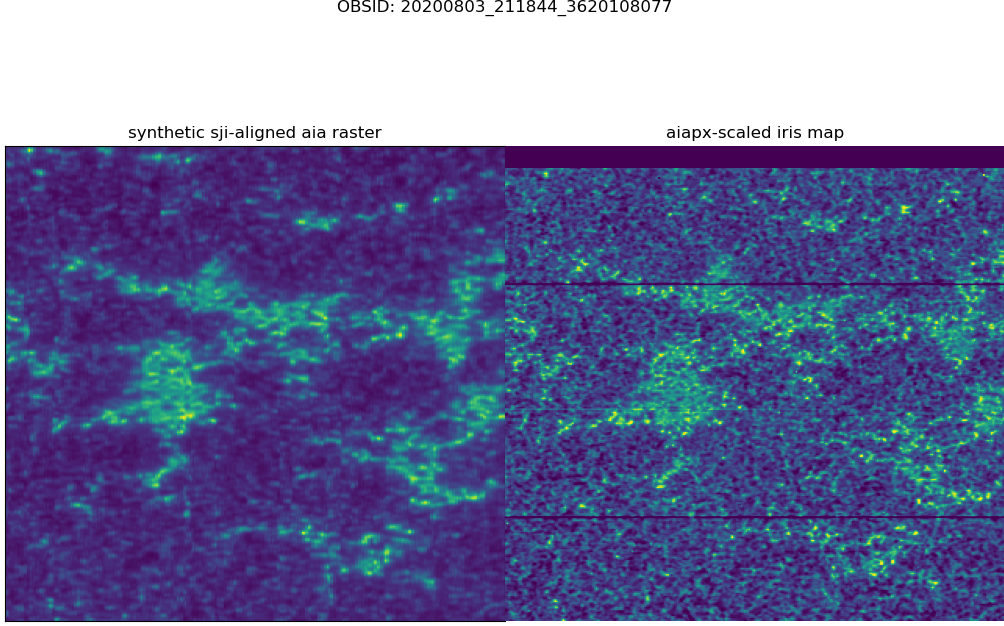 OBSID: 20200803_211844_3620108077
synthetic sji-aligned aia raster
aiapx-scaled iris map